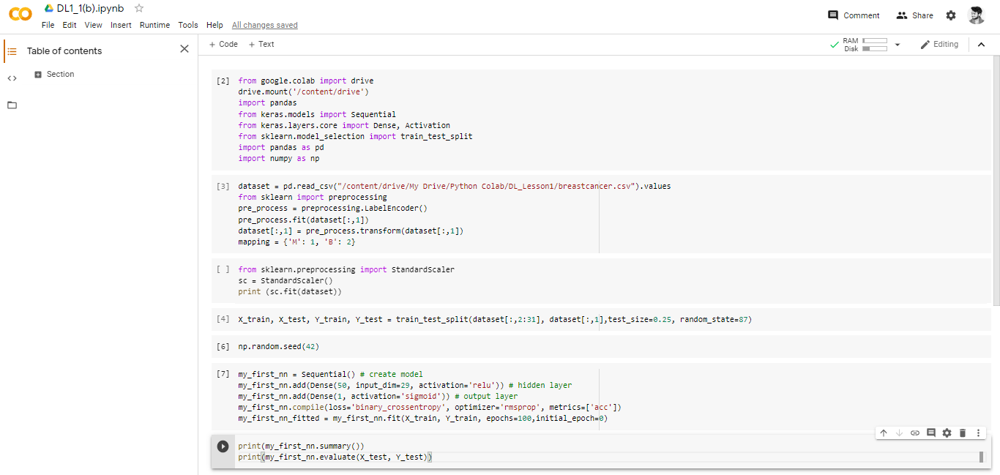 DL1_1(b).ipynb
File Edit View Insert Runtime Tools Help All changes saved
Comment Share
Table of contents
Section
+ Code + Text
RAM
Disk
Editing
[2] from google.colab import drive
drive.mount('/content/drive')
import pandas
from keras.models import Sequential
from keras.layers.core import Dense, Activation
from sklearn.model_selection import train_test_split
import pandas as pd
import numpy as np
[3] dataset = pd.read_csv("/content/drive/My Drive/Python Colab/DL_Lesson1/breastcancer.csv").values
from sklearn import preprocessing
pre_process = preprocessing.LabelEncoder()
pre_process.fit(dataset[:,1])
dataset[:,1] = pre_process.transform(dataset[:,1])
mapping = {'M': 1, 'B': 2}
[ ] from sklearn.preprocessing import StandardScaler
sc = StandardScaler()
print (sc.fit(dataset))
[4] X_train, X_test, Y_train, Y_test = train_test_split(dataset[:,2:31], dataset[:,1],test_size=0.25, random_state=87)
[6] np.random.seed(42)
[7] my_first_nn = Sequential() # create model
my_first_nn.add(Dense(50, input_dim=29, activation='relu')) # hidden layer
my_first_nn.add(Dense(1, activation='sigmoid')) # output layer
my_first_nn.compile(loss='binary_crossentropy', optimizer='rmsprop', metrics=['acc'])
my_first_nn_fitted = my_first_nn.fit(X_train, Y_train, epochs=100,initial_epoch=0)
print(my_first_nn.summary())
print(my_first_nn.evaluate(X_test, Y_test))